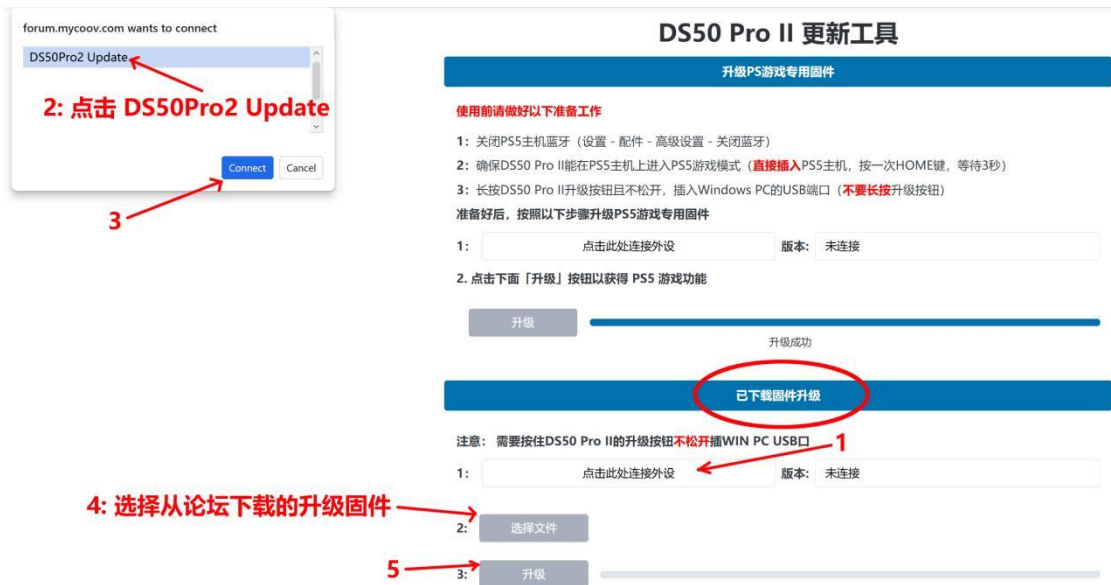 forum.mycoov.com wants to connect
DS50Pro2 Update
2: 点击 DS50Pro2 Update
Connect
Cancel
3
DS50 Pro II 更新工具
升级PS游戏专用固件
使用前请做好以下准备工作
1: 关闭PS5主机蓝牙（设置 - 配件 - 高级设置 - 关闭蓝牙）
2: 确保DS50 Pro II能在PS5主机上进入PS5游戏模式（直接插入PS5主机，按一次HOME键，等待3秒）
3: 长按DS50 Pro II升级按钮且不松开，插入Windows PC的USB端口（不要长按升级按钮）
准备好后，按照以下步骤升级PS5游戏专用固件
1: 点击此处连接外设 版本: 未连接
2. 点击下面「升级」按钮以获得 PS5 游戏功能
升级
升级成功
已下载固件升级
注意： 需要按住DS50 Pro II的升级按钮不松开插WIN PC USB口
1
1: 点击此处连接外设 版本: 未连接
4: 选择从论坛下载的升级固件
2: 选择文件
5
3: 升级